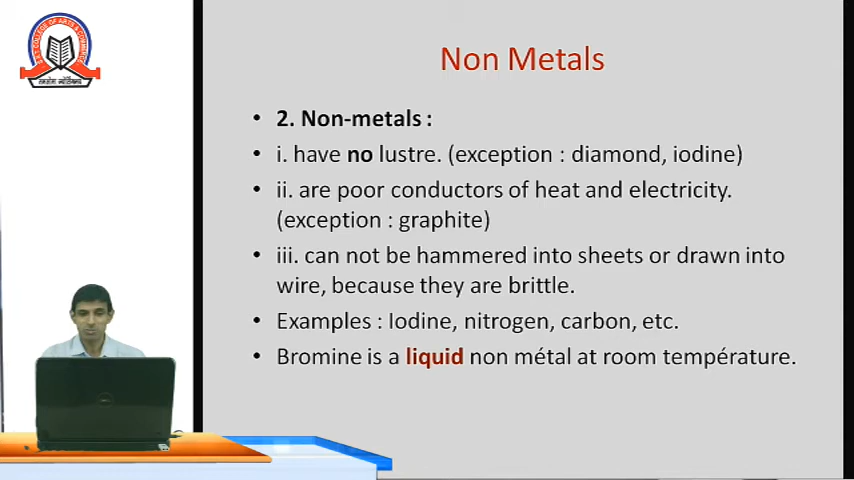 Non Metals
• 2. Non-metals :
• i. have no lustre. (exception : diamond, iodine)
• ii. are poor conductors of heat and electricity.
(exception : graphite)
• iii. can not be hammered into sheets or drawn into
wire, because they are brittle.
• Examples : Iodine, nitrogen, carbon, etc.
• Bromine is a liquid non métal at room température.